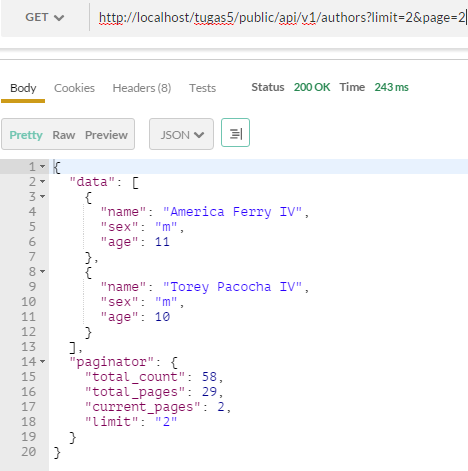 GET http://localhost/tugas5/public/api/v1/authors?limit=2&page=2
Body Cookies Headers (8) Tests Status 200 OK Time 243 ms
Pretty Raw Preview JSON
1 {
2 "data": [
3 {
4 "name": "America Ferry IV",
5 "sex": "m",
6 "age": 11
7 },
8 {
9 "name": "Torey Pacocha IV",
10 "sex": "m",
11 "age": 10
12 }
13 ],
14 "paginator": {
15 "total_count": 58,
16 "total_pages": 29,
17 "current_pages": 2,
18 "limit": "2"
19 }
20 }